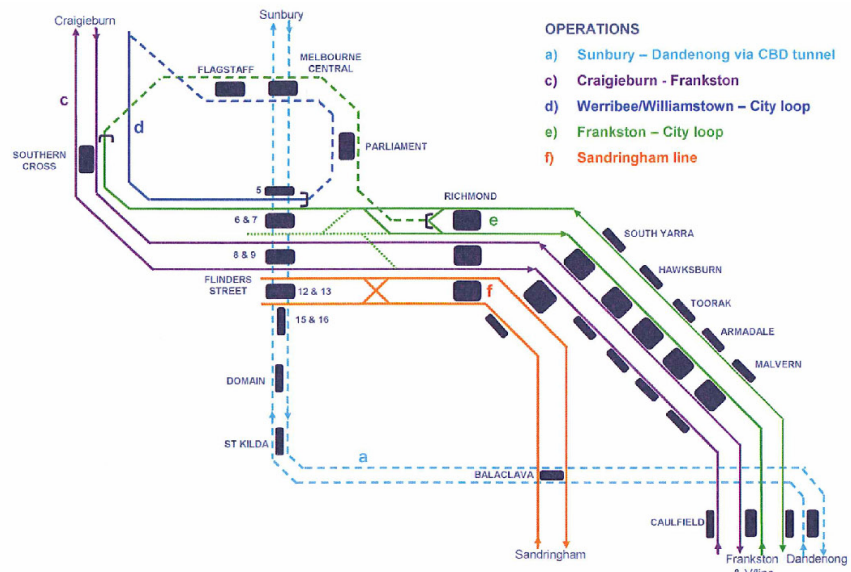 Craigieburn
Sunbury
OPERATIONS
a) Sunbury – Dandenong via CBD tunnel
c) Craigieburn - Frankston
d) Werribee/Williamstown – City loop
e) Frankston – City loop
f) Sandringham line
FLAGSTAFF
MELBOURNE
CENTRAL
c
d
SOUTHERN
CROSS
PARLIAMENT
5
RICHMOND
6 & 7
e
SOUTH YARRA
8 & 9
HAWKSBURN
FLINDERS
STREET
12 & 13
f
TOORAK
15 & 16
ARMADALE
MALVERN
DOMAIN
ST KILDA
a
BALACLAVA
CAULFIELD
Sandringham
Frankston
Dandenong